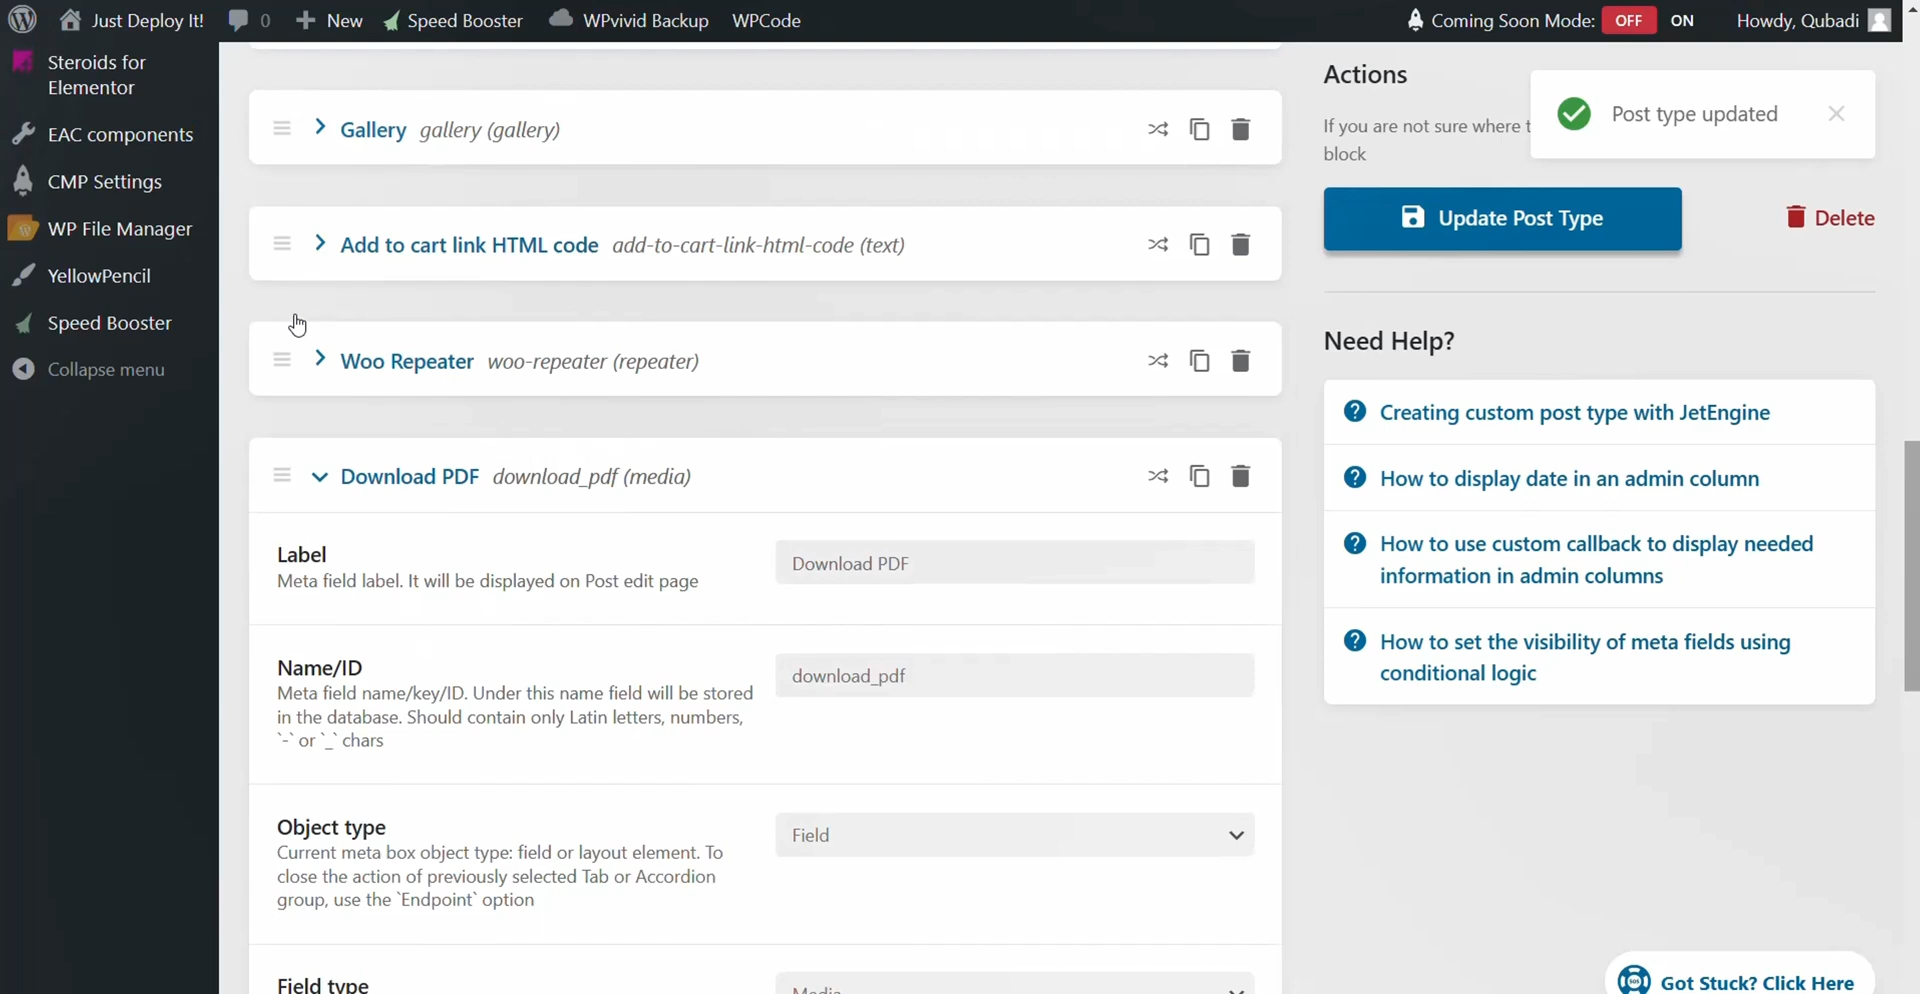 Just Deploy It!
0
New
Speed Booster
WPvivid Backup
WPCode
Coming Soon Mode:
OFF
ON
Howdy, Qubadi
Steroids for
Elementor
EAC components
CMP Settings
WP File Manager
YellowPencil
Speed Booster
Collapse menu
Gallery gallery (gallery)
Add to cart link HTML code add-to-cart-link-html-code (text)
Woo Repeater woo-repeater (repeater)
Download PDF download_pdf (media)
Label
Meta field label. It will be displayed on Post edit page
Download PDF
Name/ID
Meta field name/key/ID. Under this name field will be stored
in the database. Should contain only Latin letters, numbers,
`-` or `_` chars
download_pdf
Object type
Current meta box object type: field or layout element. To
close the action of previously selected Tab or Accordion
group, use the `Endpoint` option
Field
Field type
Media
Actions
If you are not sure where t
block
Post type updated
Update Post Type
Delete
Need Help?
Creating custom post type with JetEngine
How to display date in an admin column
How to use custom callback to display needed
information in admin columns
How to set the visibility of meta fields using
conditional logic
SOS
Got Stuck? Click Here